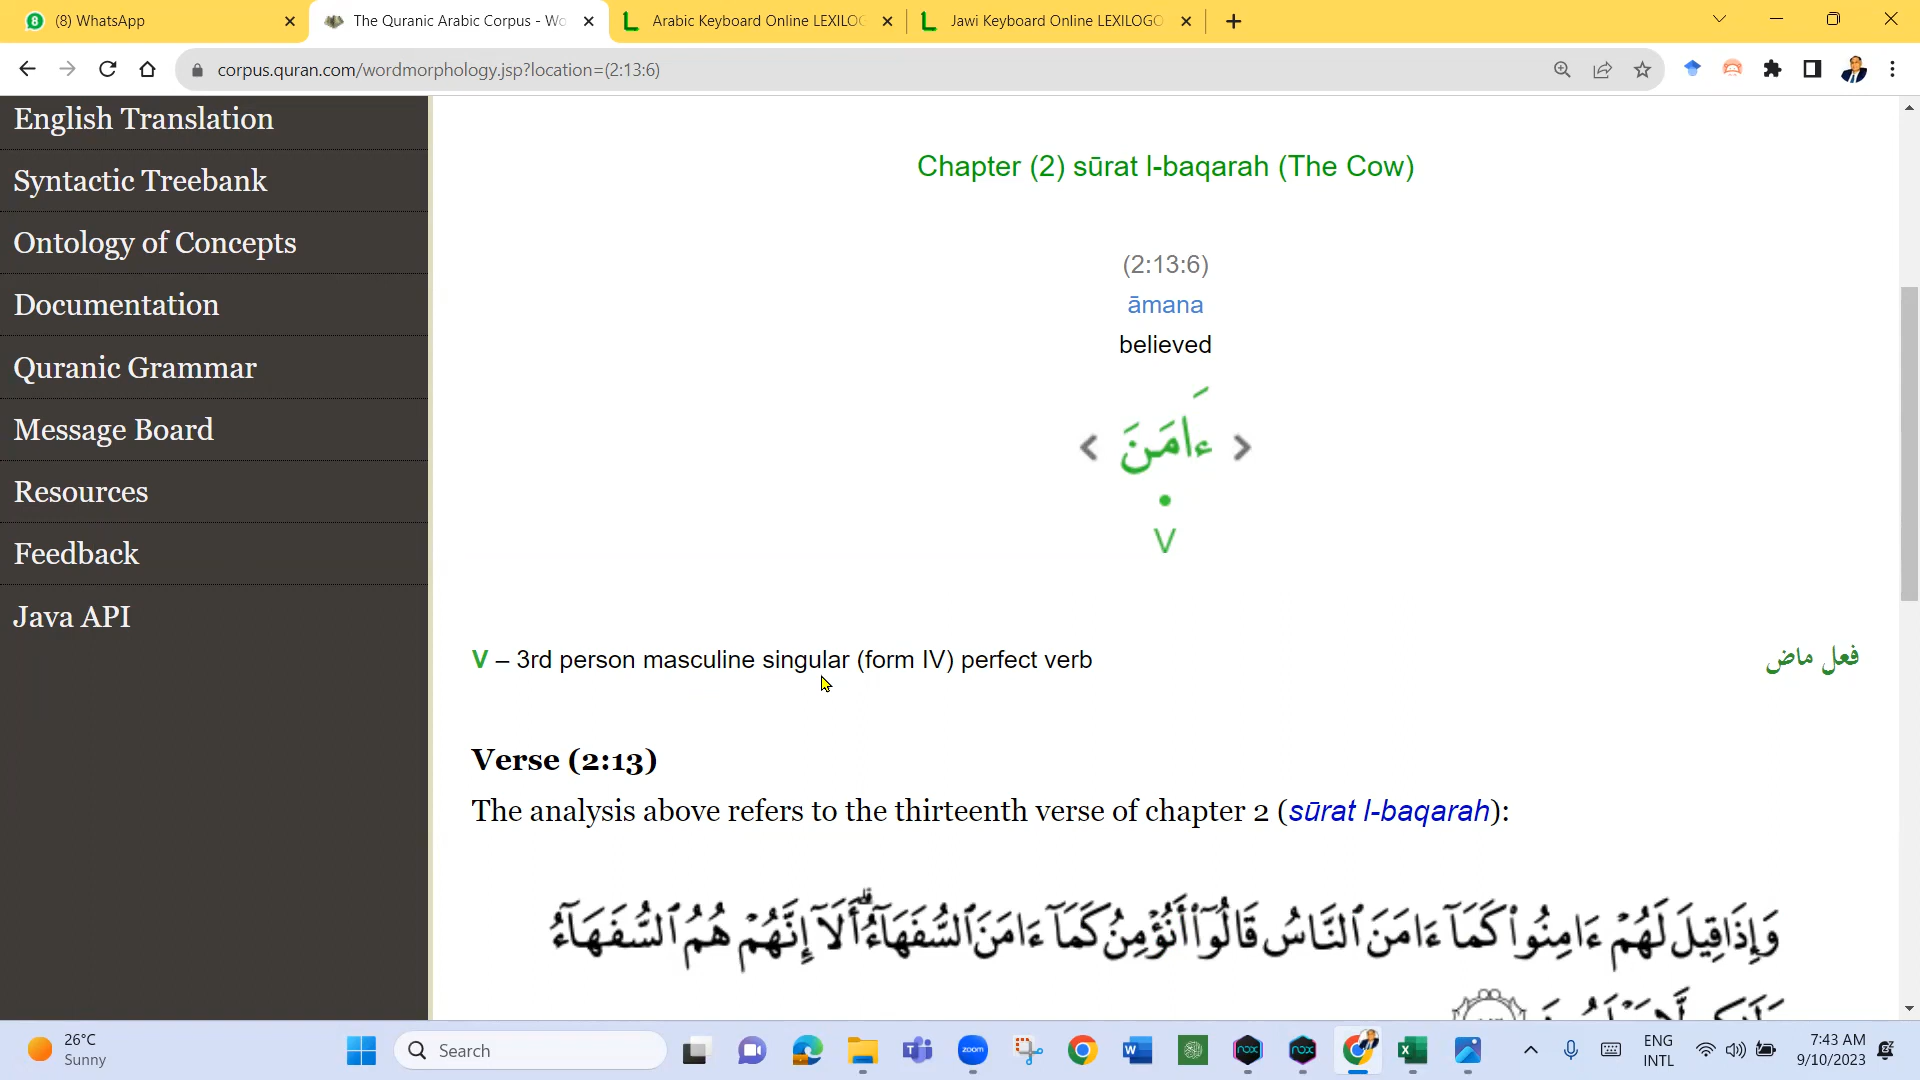 (8) WhatsApp
The Quranic Arabic Corpus - Wo
Arabic Keyboard Online LEXILOG
Jawi Keyboard Online LEXILOGO
corpus.quran.com/wordmorphology.jsp?location=(2:13:6)
English Translation
Syntactic Treebank
Ontology of Concepts
Documentation
Quranic Grammar
Message Board
Resources
Feedback
Java API
Chapter (2) sūrat l-baqarah (The Cow)
(2:13:6)
āmana
believed
ءَامَنَ
V
V – 3rd person masculine singular (form IV) perfect verb
فعل ماض
Verse (2:13)
The analysis above refers to the thirteenth verse of chapter 2 (sūrat l-baqarah):
وَإِذَا قِيلَ لَهُمْ ءَامِنُوا۟ كَمَآ ءَامَنَ ٱلنَّاسُ قَالُوٓا۟ أَنُؤْمِنُ كَمَآ ءَامَنَ ٱلسُّفَهَآءُ ۗ أَلَآ إِنَّهُمْ هُمُ ٱلسُّفَهَآءُ
26°C
Sunny
Search
ENG
INTL
7:43 AM
9/10/2023